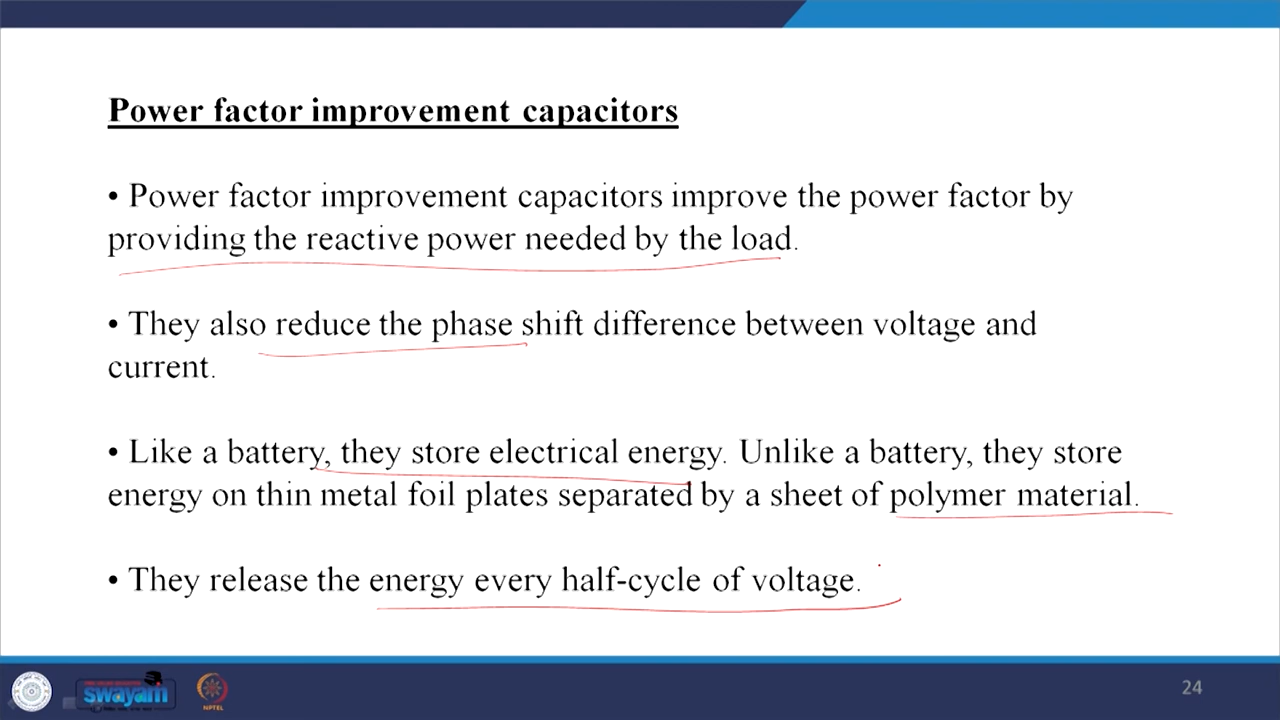 Power factor improvement capacitors
• Power factor improvement capacitors improve the power factor by
providing the reactive power needed by the load.
• They also reduce the phase shift difference between voltage and
current.
• Like a battery, they store electrical energy. Unlike a battery, they store
energy on thin metal foil plates separated by a sheet of polymer material.
• They release the energy every half-cycle of voltage.
swayam
NPTEL
24